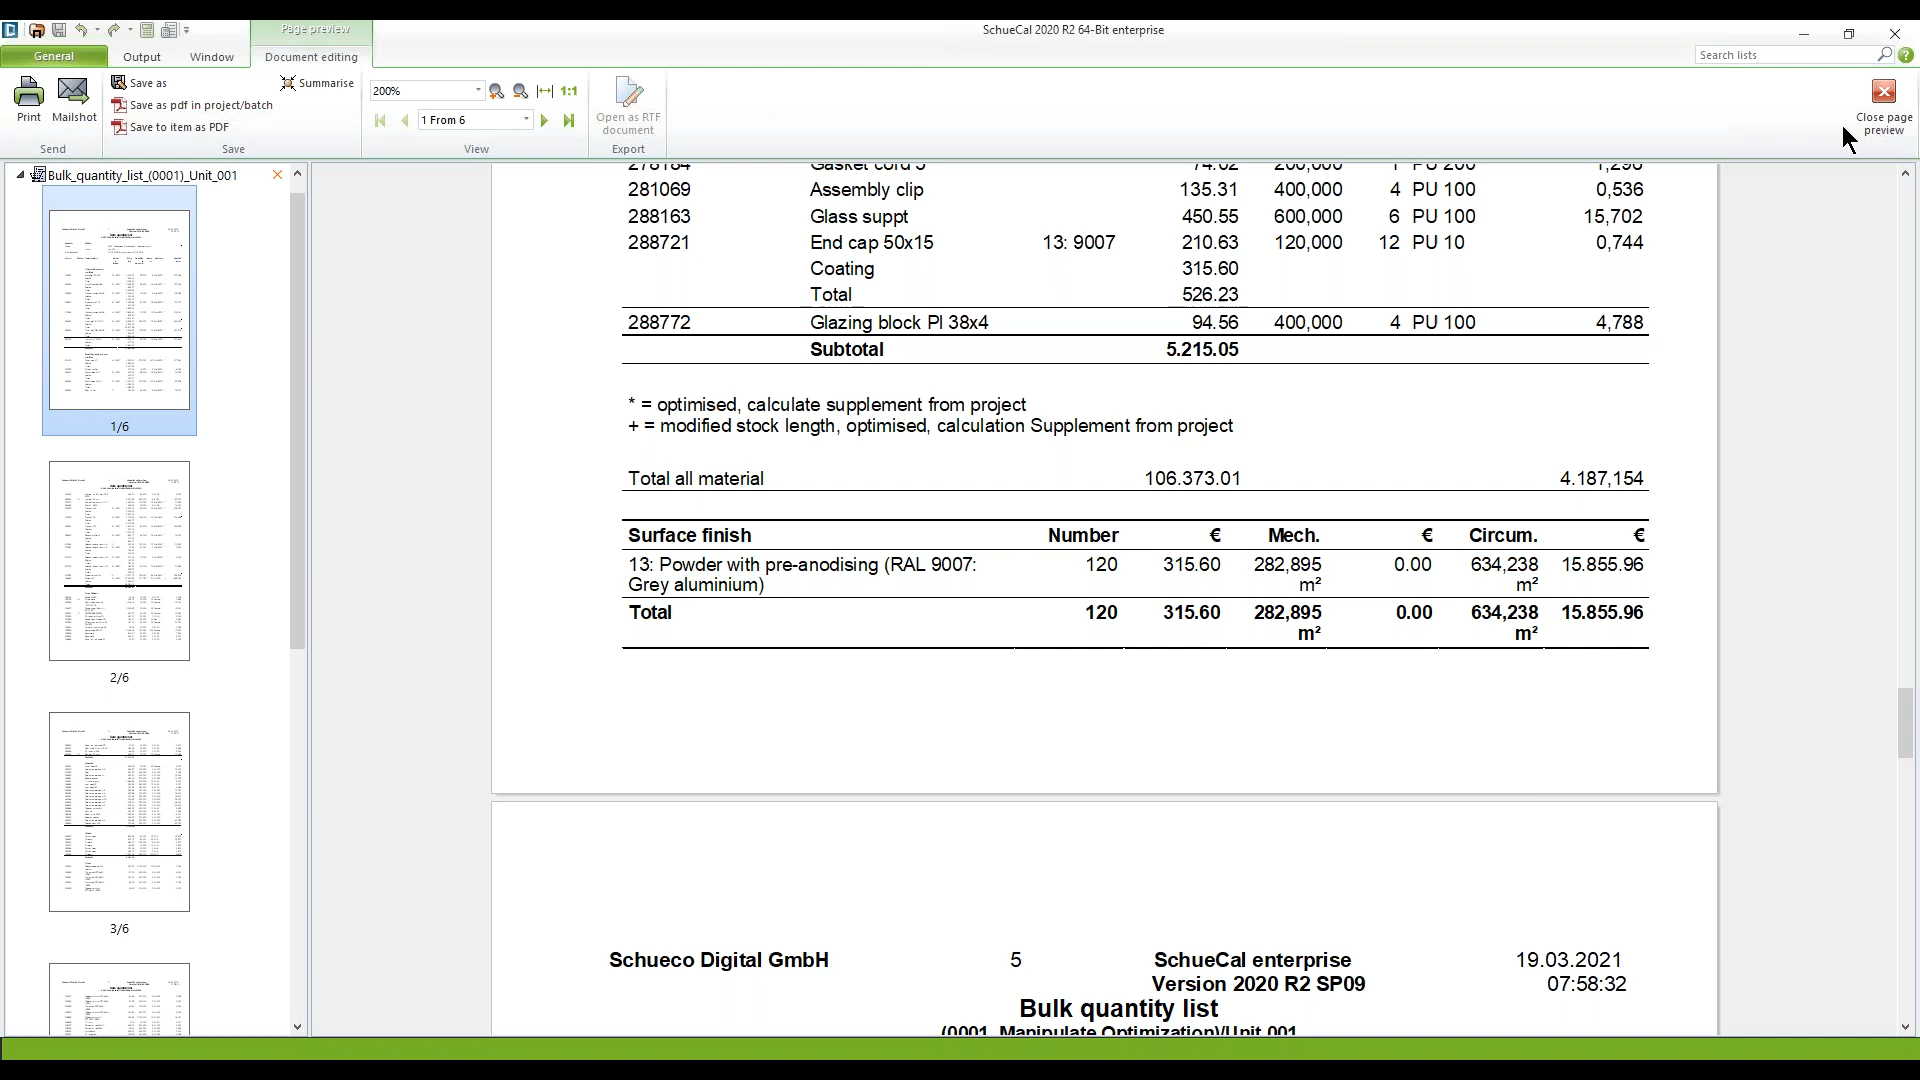 Page preview
SchueCal 2020 R2 64-Bit enterprise
General
Output
Window
Document editing
Search lists
Print
Mailshot
Save as
Summarise
Save as pdf in project/batch
Save to item as PDF
200%
1:1
1 From 6
Open as RTF
document
Close page
preview
Send
Save
View
Export
Bulk_quantity_list_(0001)_Unit_001
1/6
2/6
3/6
281069 Assembly clip 135.31 400,000 4 PU 100 0,536
288163 Glass suppt 450.55 600,000 6 PU 100 15,702
288721 End cap 50x15 13: 9007 210.63 120,000 12 PU 10 0,744
Coating 315.60
Total 526.23
288772 Glazing block Pl 38x4 94.56 400,000 4 PU 100 4,788
Subtotal 5.215.05
* = optimised, calculate supplement from project
+ = modified stock length, optimised, calculation Supplement from project
Total all material 106.373.01 4.187,154
Surface finish Number € Mech. € Circum. €
13: Powder with pre-anodising (RAL 9007: 120 315.60 282,895 0.00 634,238 15.855.96
Grey aluminium) m² m²
Total 120 315.60 282,895 0.00 634,238 15.855.96
m² m²
Schueco Digital GmbH 5 SchueCal enterprise 19.03.2021
Version 2020 R2 SP09 07:58:32
Bulk quantity list
(0001, Manipulate Optimization)/Unit 001